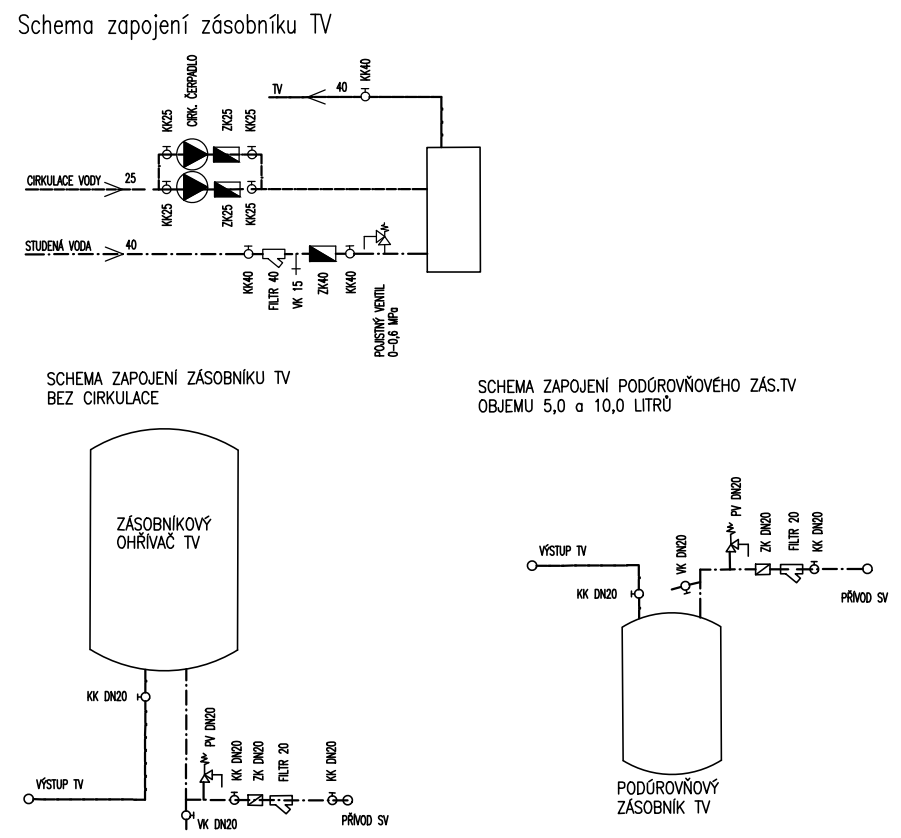 Schema zapojení zásobníku TV
TV
40
KK40
CIRK. ČERPADLO
KK25
ZK25
KK25
CIRKULACE VODY
25
KK25
ZK25
KK25
STUDENÁ VODA
40
KK40
FILTR 40
VK 15
ZK40
KK40
POJISTNÝ VENTIL
0-0,6 MPa
SCHEMA ZAPOJENÍ ZÁSOBNÍKU TV
BEZ CIRKULACE
ZÁSOBNÍKOVÝ
OHŘÍVAČ TV
KK DN20
VÝSTUP TV
PV DN20
KK DN20
ZK DN20
FILTR 20
KK DN20
VK DN20
PŘÍVOD SV
SCHEMA ZAPOJENÍ PODÚROVŇOVÉHO ZÁS.TV
OBJEMU 5,0 a 10,0 LITRŮ
VÝSTUP TV
KK DN20
VK DN20
PV DN20
ZK DN20
FILTR 20
KK DN20
PŘÍVOD SV
PODÚROVŇOVÝ
ZÁSOBNÍK TV